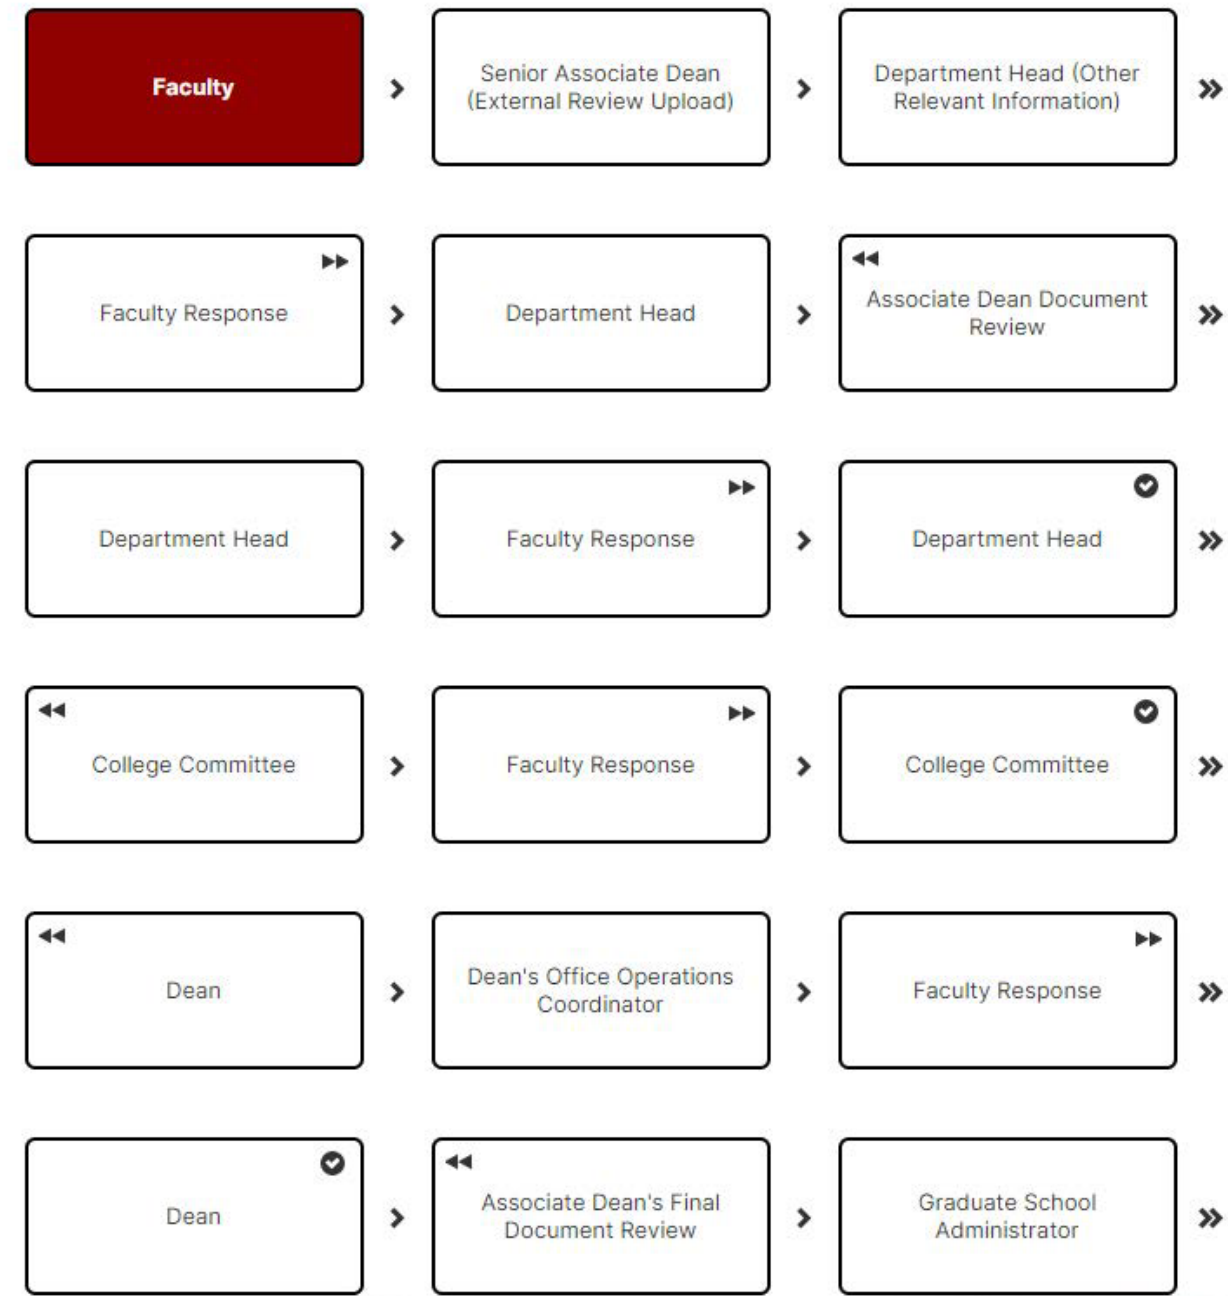 Faculty
Senior Associate Dean
(External Review Upload)
Department Head (Other
Relevant Information)
Faculty Response
Department Head
Associate Dean Document
Review
Department Head
Faculty Response
Department Head
College Committee
Faculty Response
College Committee
Dean
Dean's Office Operations
Coordinator
Faculty Response
Dean
Associate Dean's Final
Document Review
Graduate School
Administrator